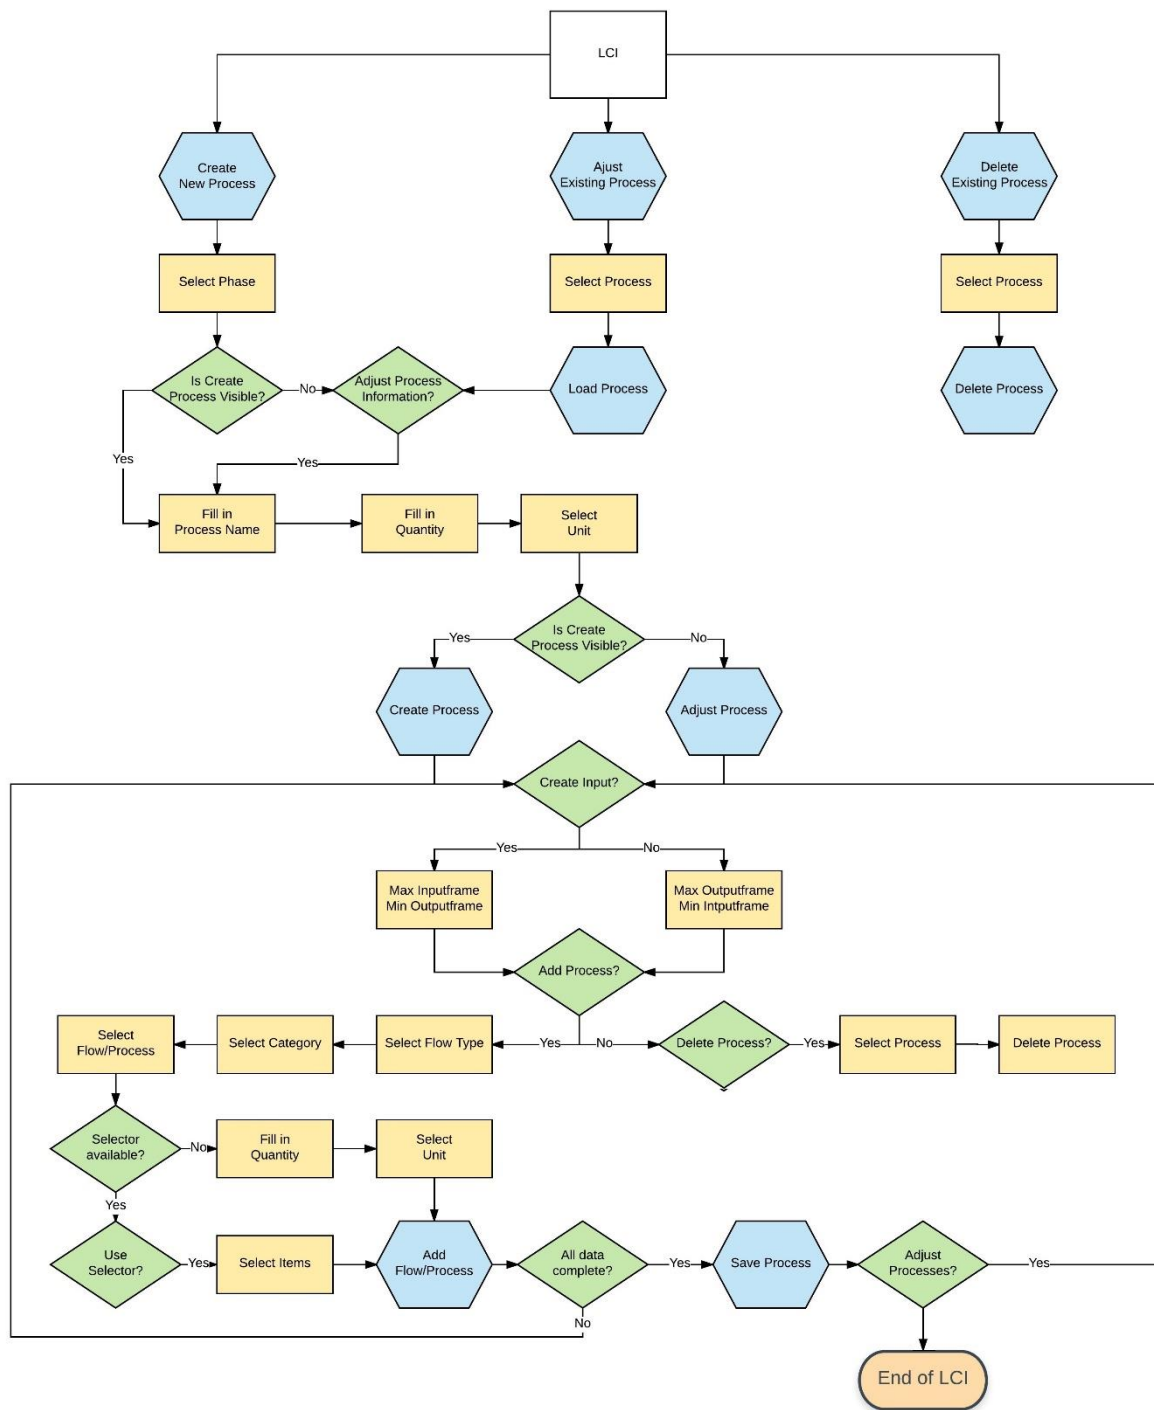 LCI
Create
New Process
Ajust
Existing Process
Delete
Existing Process
Select Phase
Select Process
Select Process
Is Create
Process Visible?
No
Adjust Process
Information?
Load Process
Delete Process
Yes
Yes
Fill in
Process Name
Fill in
Quantity
Select
Unit
Is Create
Process Visible?
Yes
No
Create Process
Adjust Process
Create Input?
Yes
No
Max Inputframe
Min Outputframe
Max Outputframe
Min Intputframe
Add Process?
Select
Flow/Process
Select Category
Select Flow Type
Yes
No
Delete Process?
Yes
Select Process
Delete Process
Selector
available?
No
Fill in
Quantity
Select
Unit
Yes
Use
Selector?
Yes
Select Items
Add
Flow/Process
All data
complete?
Yes
Save Process
Adjust
Processes?
Yes
No
End of LCI